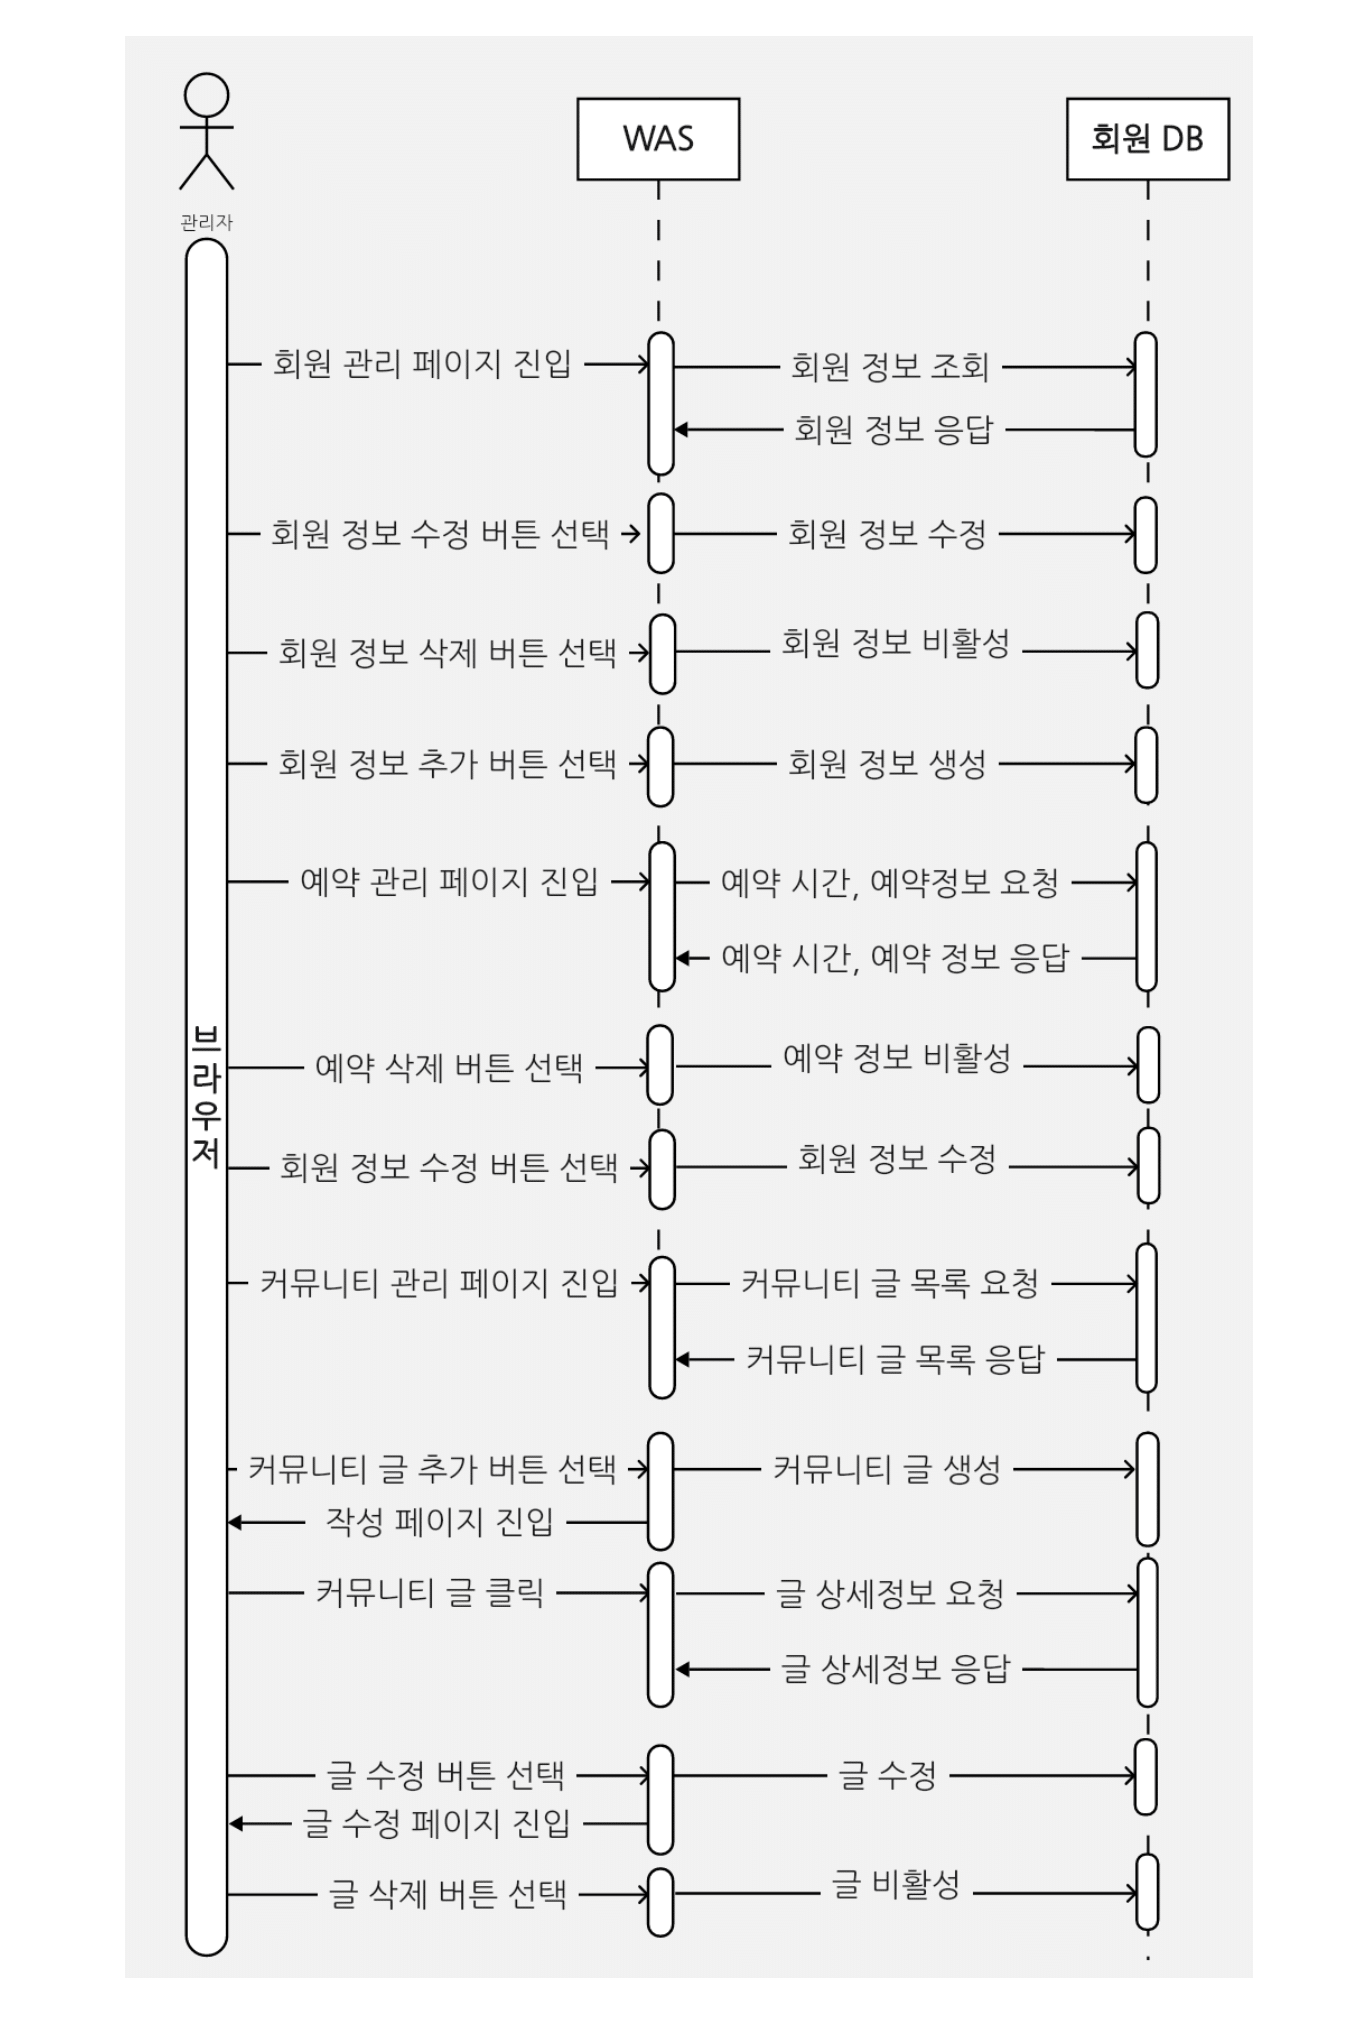 WAS
회원 DB
관리자
브라우저
회원 관리 페이지 진입
회원 정보 조회
회원 정보 응답
회원 정보 수정 버튼 선택
회원 정보 수정
회원 정보 삭제 버튼 선택
회원 정보 비활성
회원 정보 추가 버튼 선택
회원 정보 생성
예약 관리 페이지 진입
예약 시간, 예약정보 요청
예약 시간, 예약 정보 응답
예약 삭제 버튼 선택
예약 정보 비활성
회원 정보 수정 버튼 선택
회원 정보 수정
커뮤니티 관리 페이지 진입
커뮤니티 글 목록 요청
커뮤니티 글 목록 응답
커뮤니티 글 추가 버튼 선택
커뮤니티 글 생성
작성 페이지 진입
커뮤니티 글 클릭
글 상세정보 요청
글 상세정보 응답
글 수정 버튼 선택
글 수정
글 수정 페이지 진입
글 삭제 버튼 선택
글 비활성